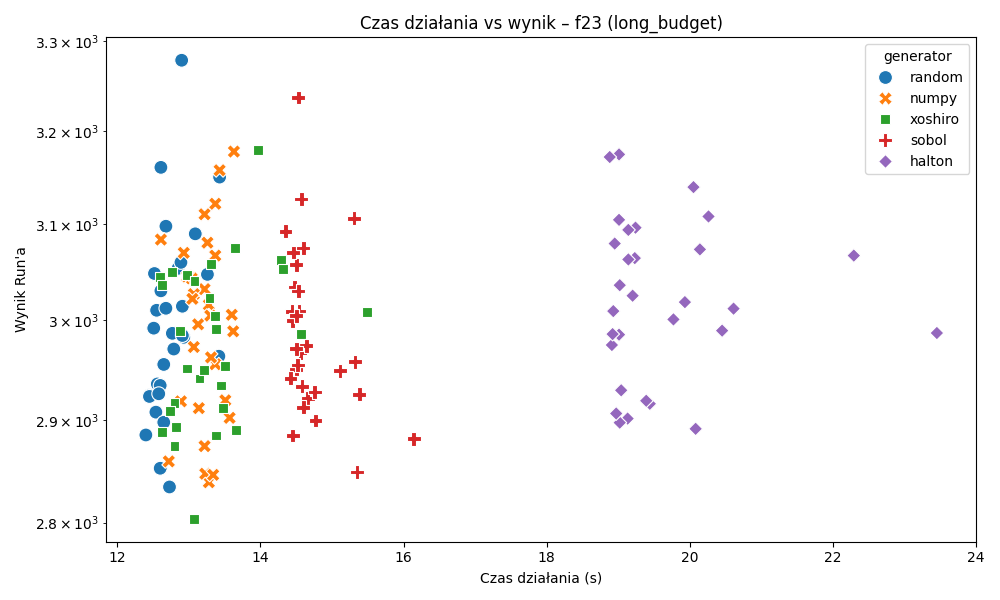 Czas działania vs wynik – f23 (long_budget)
3.3 × 10³
3.2 × 10³
3.1 × 10³
3 × 10³
2.9 × 10³
2.8 × 10³
Wynik Run'a
generator
random
numpy
xoshiro
sobol
halton
12 14 16 18 20 22 24
Czas działania (s)